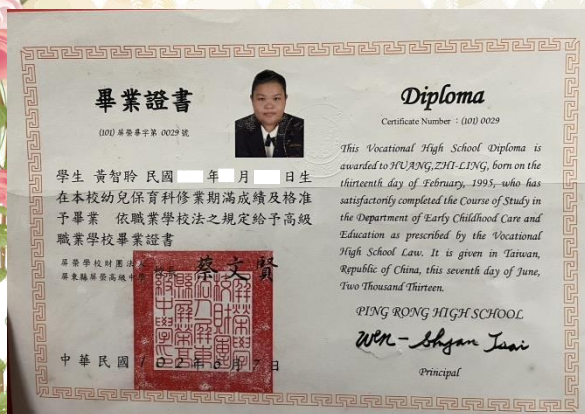 畢業證書
(101) 屏榮畢字第 0029 號
學生 黃智聆 民國 年 月 日生
在本校幼兒保育科修業期滿成績及格准
予畢業 依職業學校法之規定給予高級
職業學校畢業證書
屏榮學校財團法人
屏東縣屏榮高級中學
蔡文賢
中華民國102年6月7日
Diploma
Certificate Number : (101) 0029
This Vocational High School Diploma is
awarded to HUANG,ZHI-LING, born on the
thirteenth day of February, 1995, who has
satisfactorily completed the Course of Study in
the Department of Early Childhood Care and
Education as prescribed by the Vocational
High School Law. It is given in Taiwan,
Republic of China, this seventh day of June,
Two Thousand Thirteen.
PING RONG HIGH SCHOOL
Wen-Shyan Tsai
Principal